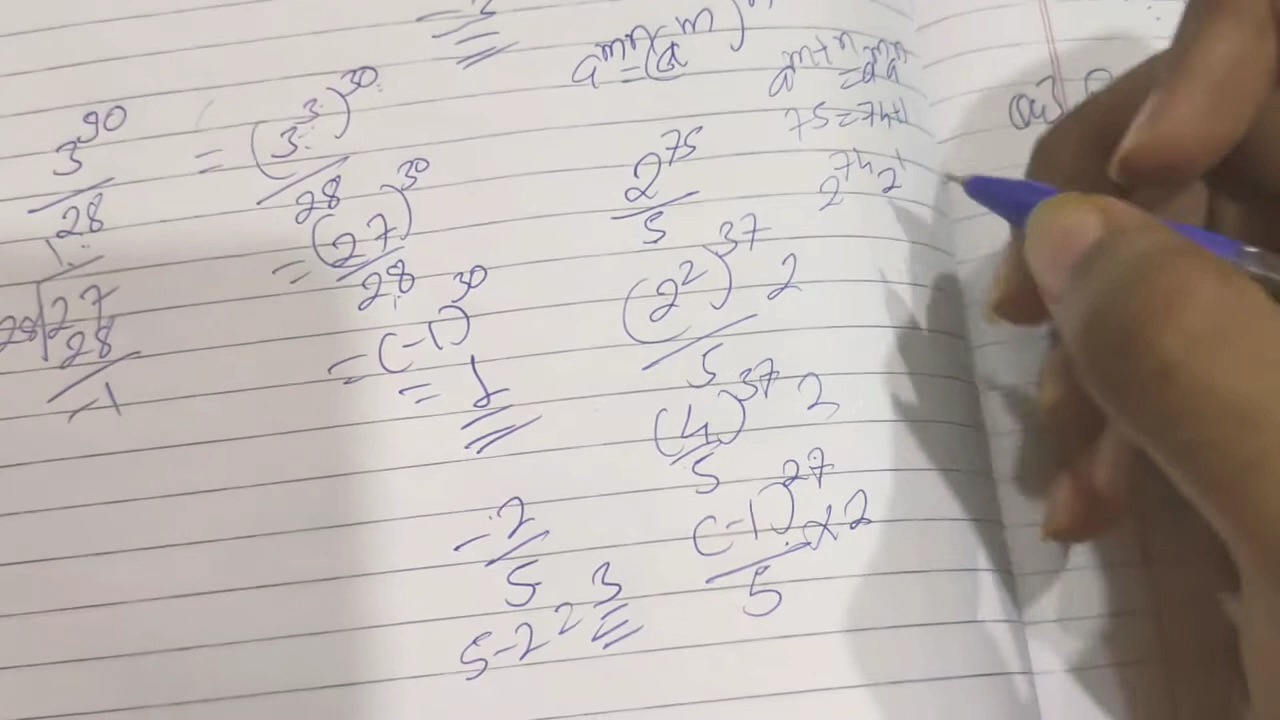 a^mn = (a^m)^n
a^m+n = a^m a^n
75 = 74+1
2^74 2^1
3^90 / 28 = (3^3)^30 / 28
= (27)^30 / 28
= (-1)^30
= 1
28 √27
28
-1
2^75 / 5
(2^2)^37 2 / 5
(4)^37 2 / 5
(-1)^27 x 2 / 5
-2 / 5
5-2 = 3